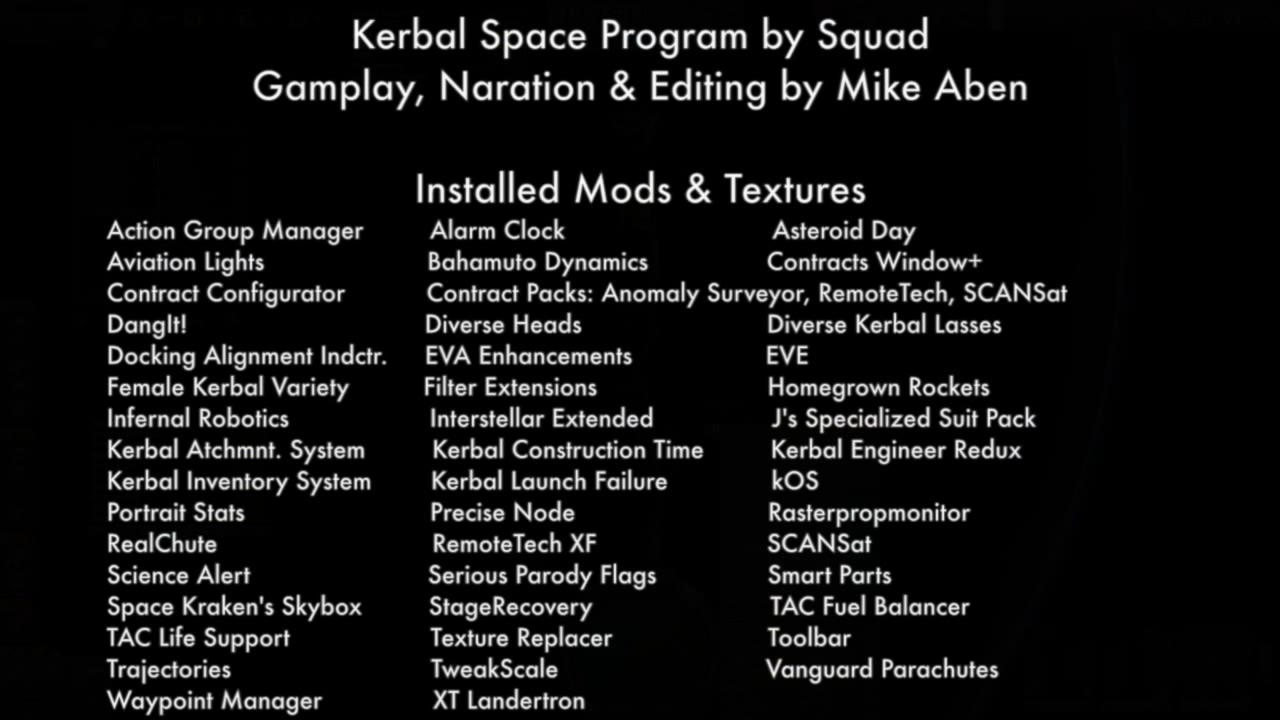 Kerbal Space Program by Squad
Gamplay, Naration & Editing by Mike Aben
Installed Mods & Textures
Action Group Manager Alarm Clock Asteroid Day
Aviation Lights Bahamuto Dynamics Contracts Window+
Contract Configurator Contract Packs: Anomaly Surveyor, RemoteTech, SCANSat
DangIt! Diverse Heads Diverse Kerbal Lasses
Docking Alignment Indctr. EVA Enhancements EVE
Female Kerbal Variety Filter Extensions Homegrown Rockets
Infernal Robotics Interstellar Extended J's Specialized Suit Pack
Kerbal Atchmnt. System Kerbal Construction Time Kerbal Engineer Redux
Kerbal Inventory System Kerbal Launch Failure kOS
Portrait Stats Precise Node Rasterpropmonitor
RealChute RemoteTech XF SCANSat
Science Alert Serious Parody Flags Smart Parts
Space Kraken's Skybox StageRecovery TAC Fuel Balancer
TAC Life Support Texture Replacer Toolbar
Trajectories TweakScale Vanguard Parachutes
Waypoint Manager XT Landertron